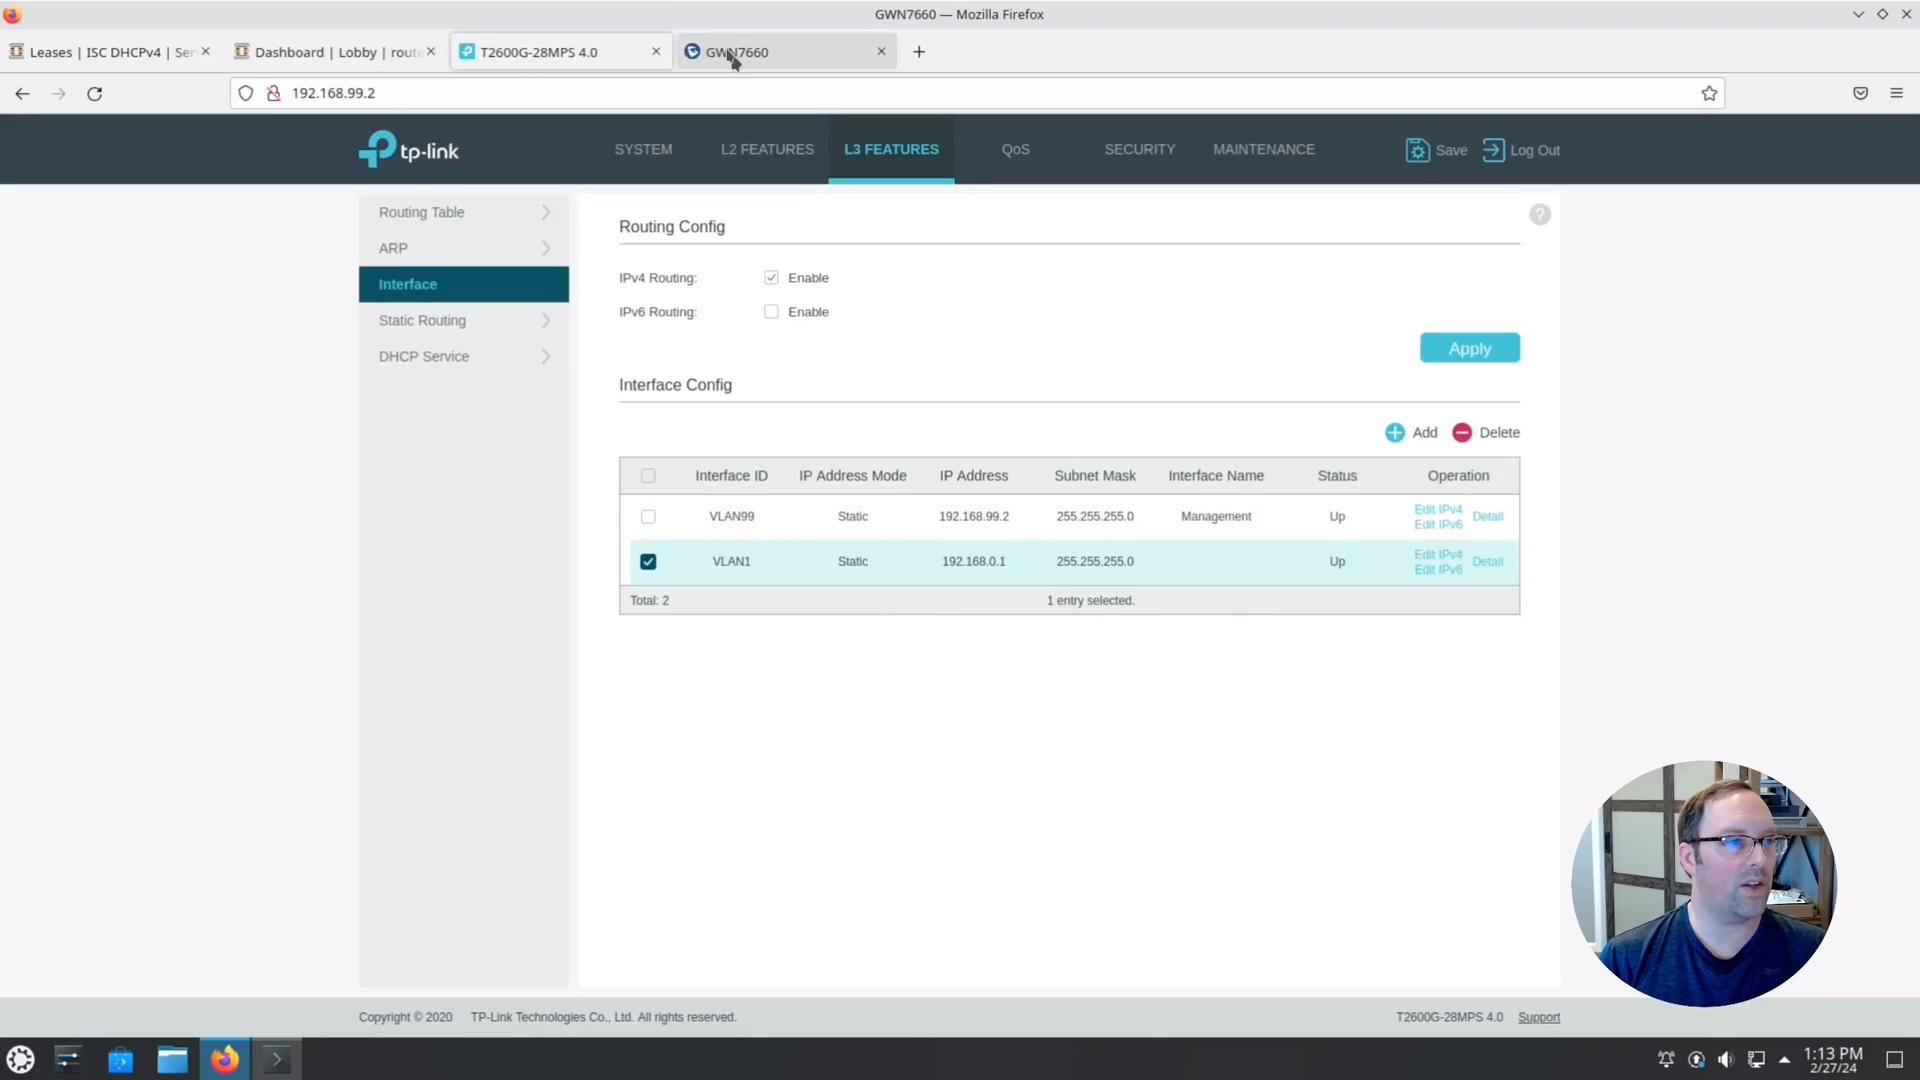 GWN7660 — Mozilla Firefox
Leases | ISC DHCPv4 | Ser
Dashboard | Lobby | route
T2600G-28MPS 4.0
GWN7660
192.168.99.2
tp-link
SYSTEM
L2 FEATURES
L3 FEATURES
QoS
SECURITY
MAINTENANCE
Save
Log Out
Routing Table
ARP
Interface
Static Routing
DHCP Service
Routing Config
?
IPv4 Routing: Enable
IPv6 Routing: Enable
Apply
Interface Config
Add Delete
Interface ID IP Address Mode IP Address Subnet Mask Interface Name Status Operation
VLAN99 Static 192.168.99.2 255.255.255.0 Management Up Edit IPv4 Edit IPv6 Detail
VLAN1 Static 192.168.0.1 255.255.255.0 Up Edit IPv4 Edit IPv6 Detail
Total: 2 1 entry selected.
Copyright © 2020 TP-Link Technologies Co., Ltd. All rights reserved.
T2600G-28MPS 4.0 Support
1:13 PM
2/27/24